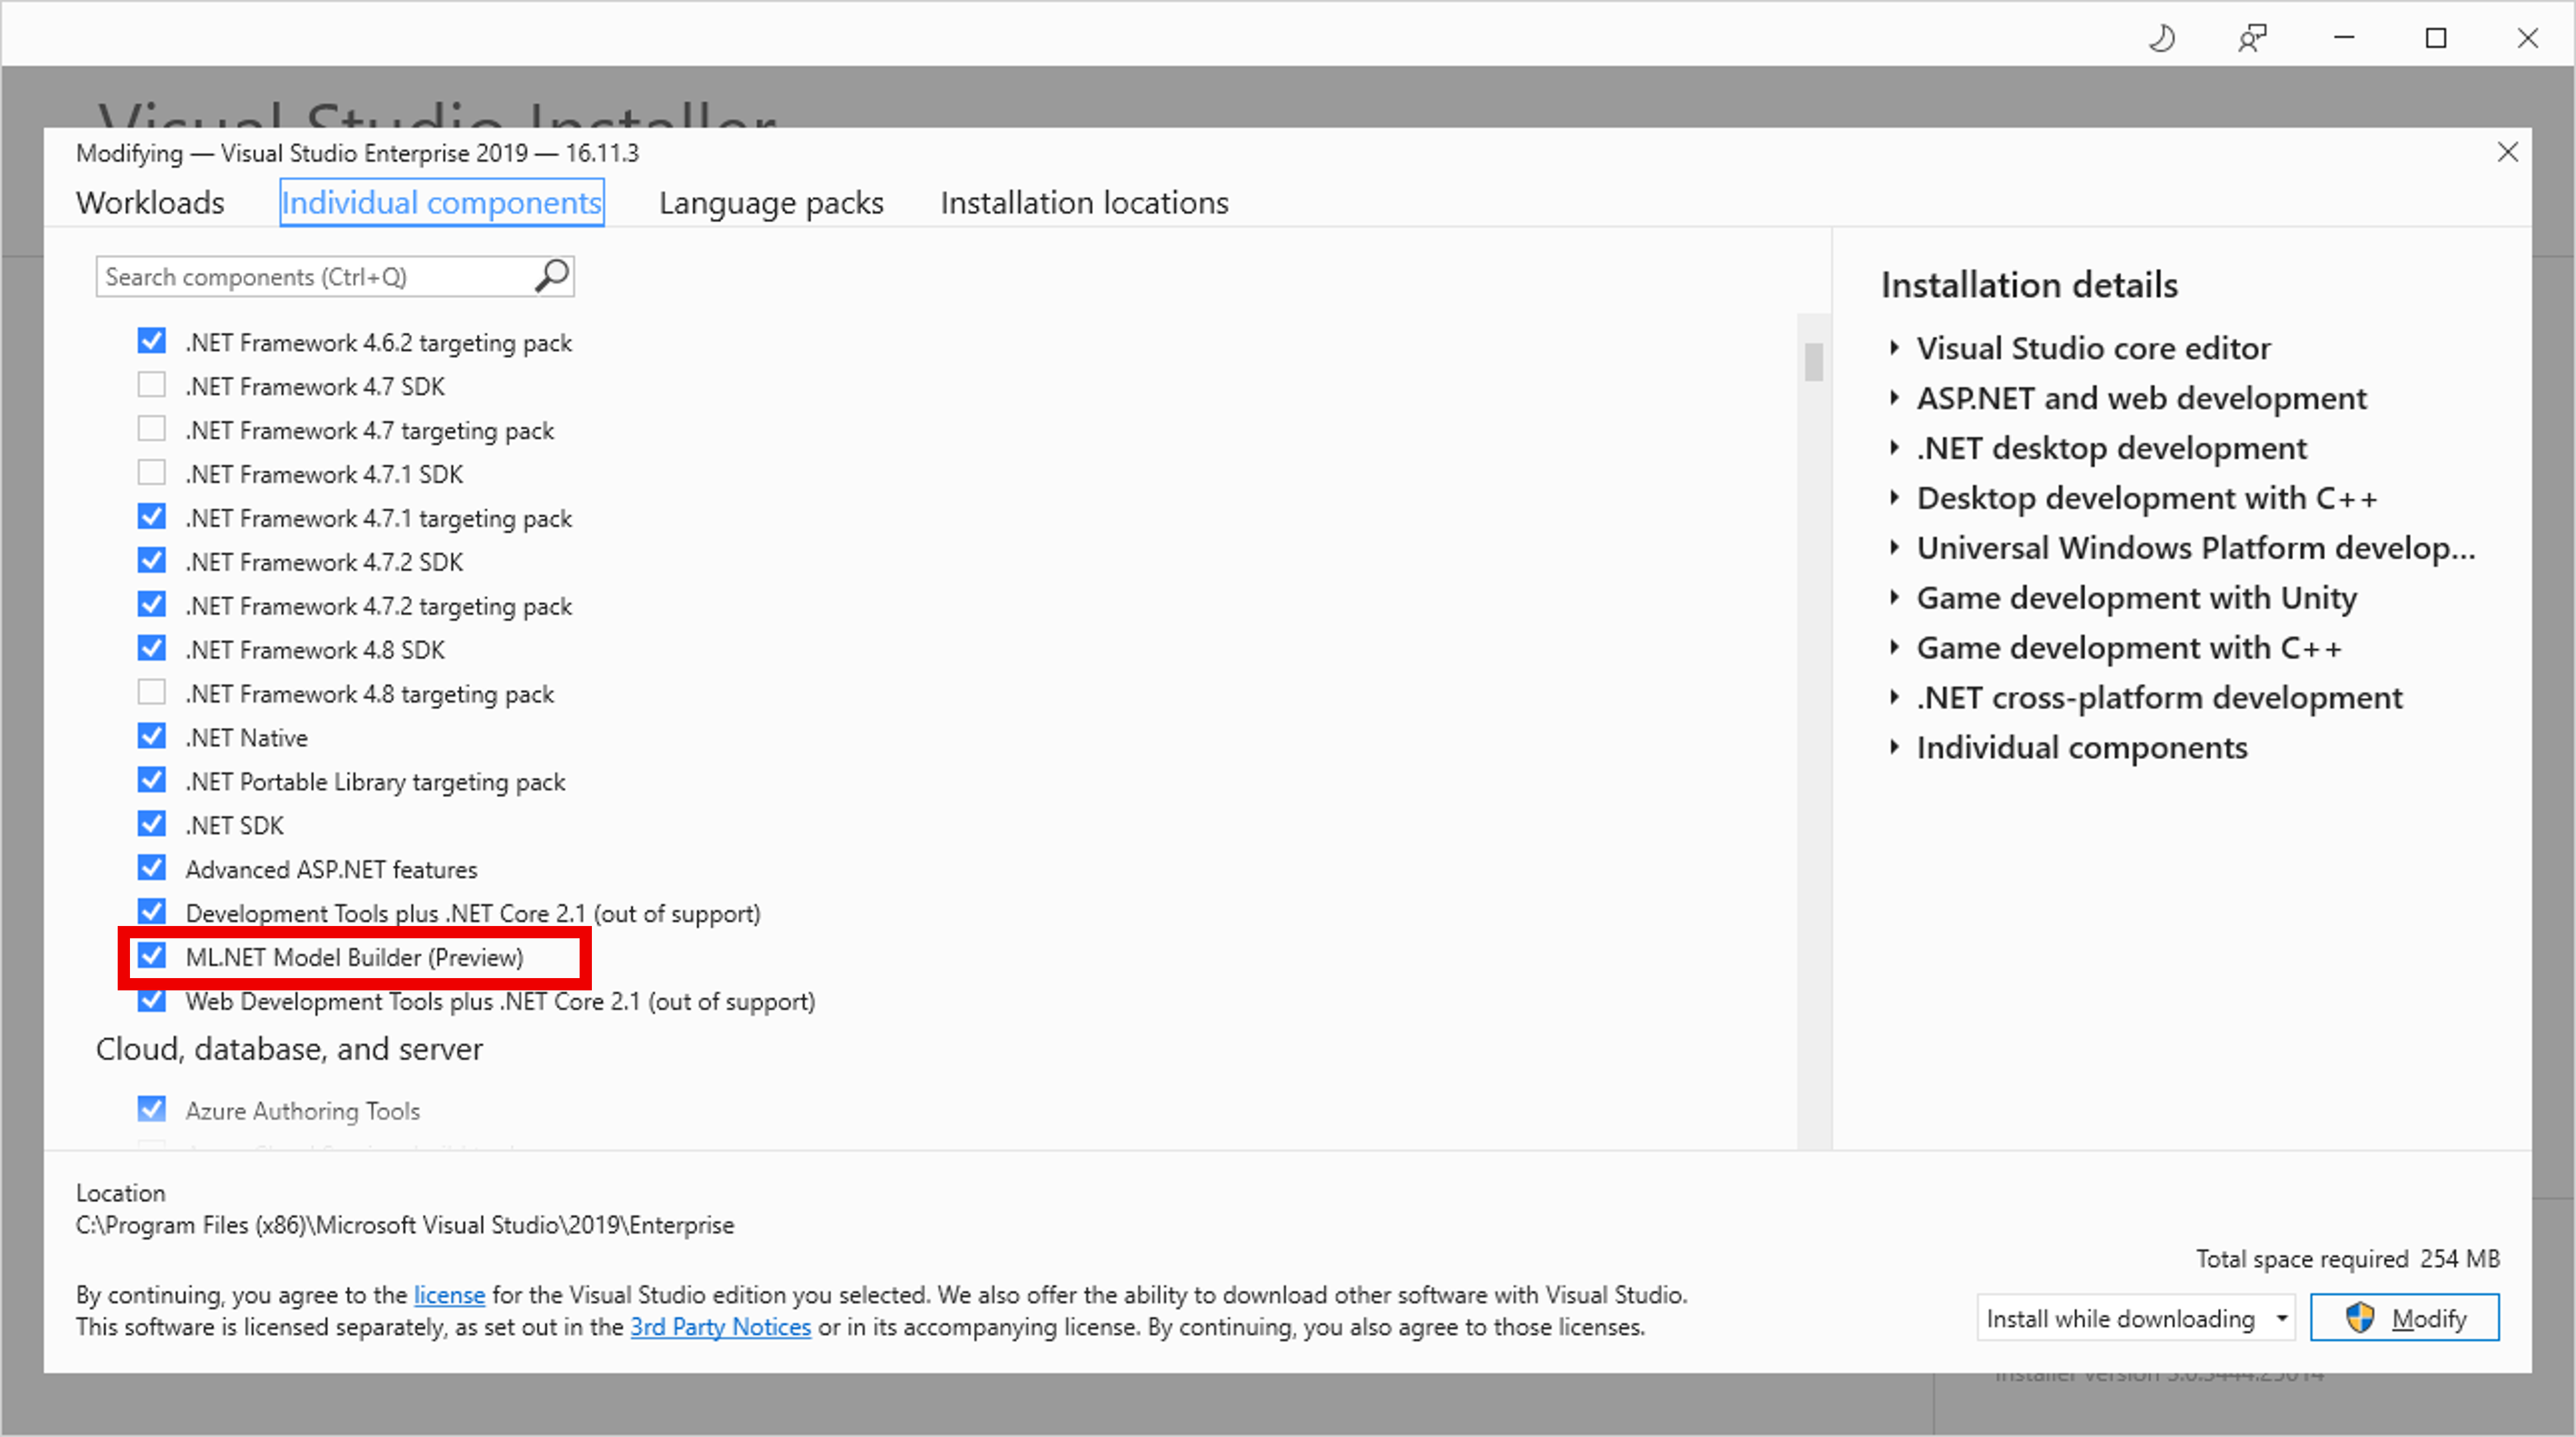 Visual Studio Installer
Modifying — Visual Studio Enterprise 2019 — 16.11.3
Workloads Individual components Language packs Installation locations
Search components (Ctrl+Q)
.NET Framework 4.6.2 targeting pack
.NET Framework 4.7 SDK
.NET Framework 4.7 targeting pack
.NET Framework 4.7.1 SDK
.NET Framework 4.7.1 targeting pack
.NET Framework 4.7.2 SDK
.NET Framework 4.7.2 targeting pack
.NET Framework 4.8 SDK
.NET Framework 4.8 targeting pack
.NET Native
.NET Portable Library targeting pack
.NET SDK
Advanced ASP.NET features
Development Tools plus .NET Core 2.1 (out of support)
ML.NET Model Builder (Preview)
Web Development Tools plus .NET Core 2.1 (out of support)
Cloud, database, and server
Azure Authoring Tools
Installation details
Visual Studio core editor
ASP.NET and web development
.NET desktop development
Desktop development with C++
Universal Windows Platform develop...
Game development with Unity
Game development with C++
.NET cross-platform development
Individual components
Location
C:\Program Files (x86)\Microsoft Visual Studio\2019\Enterprise
Total space required 254 MB
By continuing, you agree to the license for the Visual Studio edition you selected. We also offer the ability to download other software with Visual Studio.
This software is licensed separately, as set out in the 3rd Party Notices or in its accompanying license. By continuing, you also agree to those licenses.
Install while downloading
Modify
Installer version